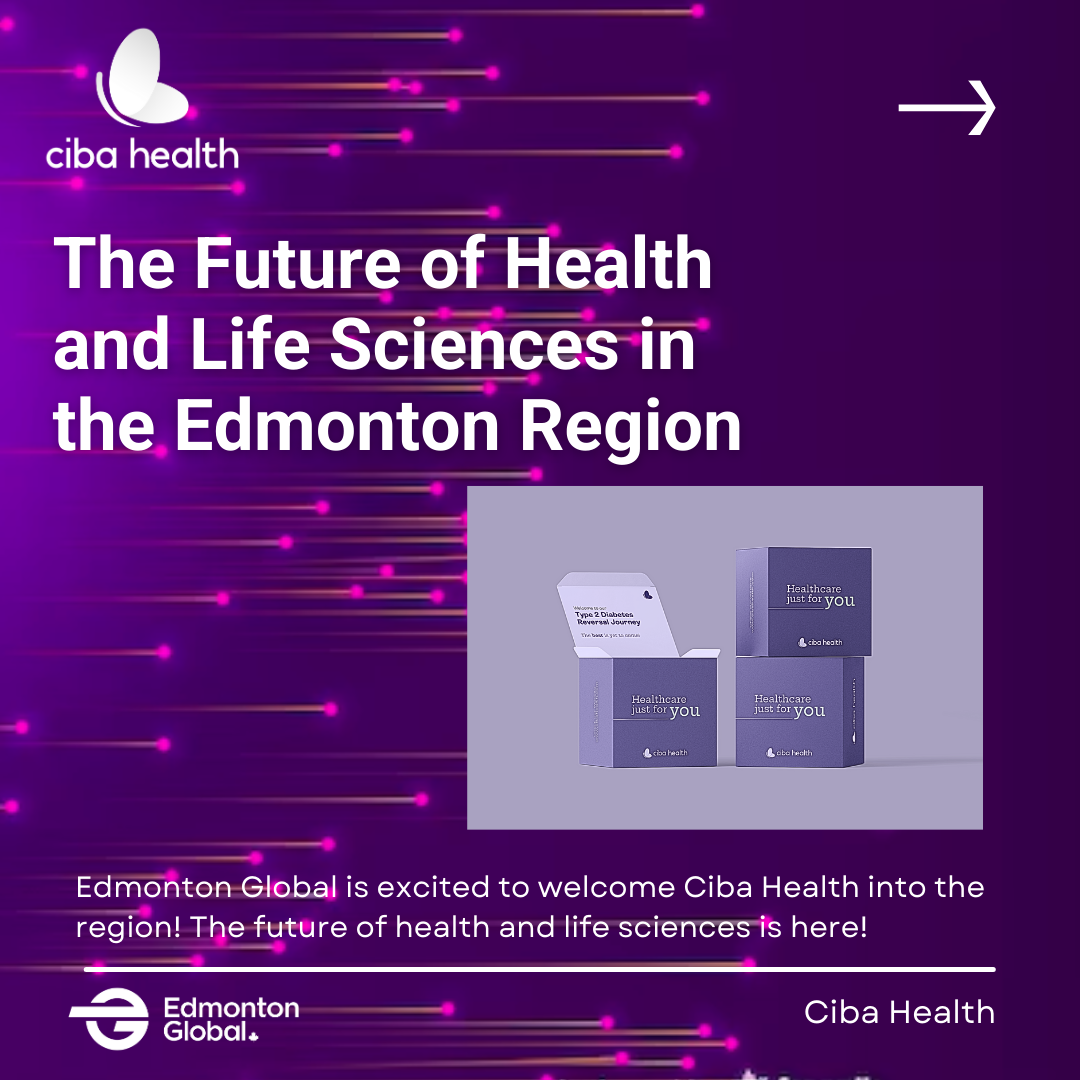 ciba health
The Future of Health
and Life Sciences in
the Edmonton Region
Welcome to our
Type 2 Diabetes
Reversal Journey
The best is yet to come
Healthcare
just for you
ciba health
Healthcare
just for you
ciba health
Healthcare
just for you
ciba health
Edmonton Global is excited to welcome Ciba Health into the
region! The future of health and life sciences is here!
Edmonton
Global
Ciba Health